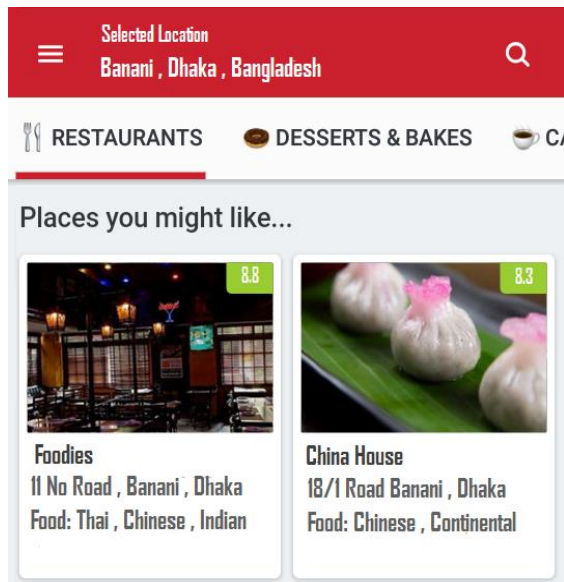 Selected Location
Banani , Dhaka , Bangladesh
RESTAURANTS
DESSERTS & BAKES
CA
Places you might like...
8.8
8.3
Foodies
11 No Road , Banani , Dhaka
Food: Thai , Chinese , Indian
China House
18/1 Road Banani , Dhaka
Food: Chinese , Continental